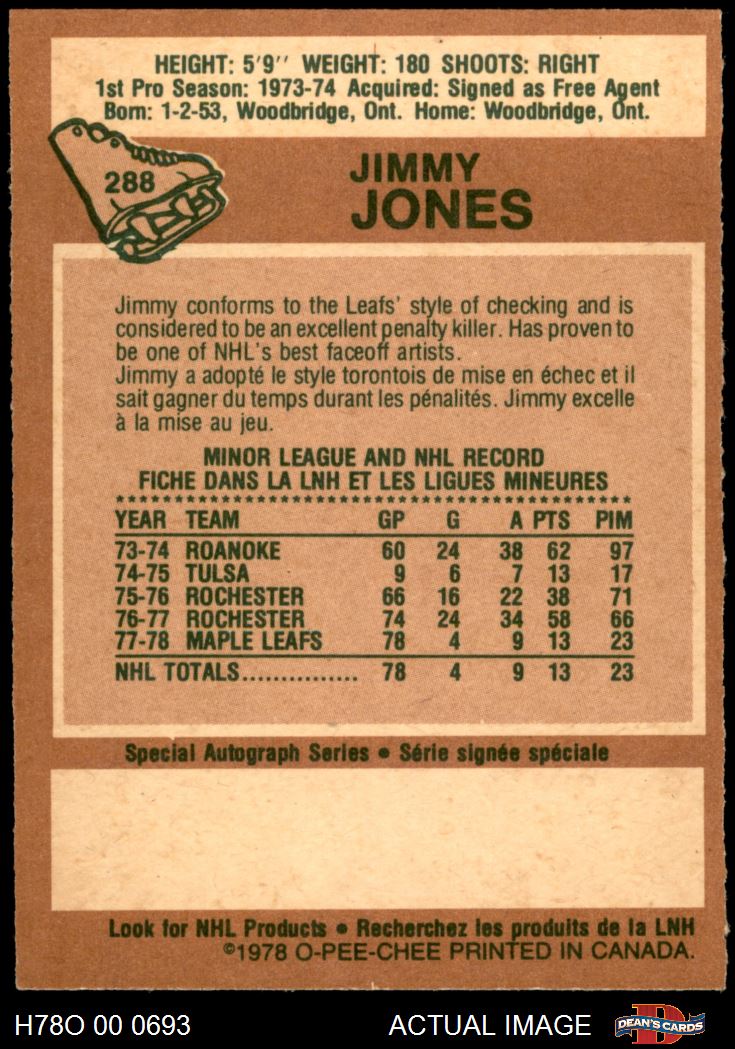 HEIGHT: 5'9'' WEIGHT: 180 SHOOTS: RIGHT
1st Pro Season: 1973-74 Acquired: Signed as Free Agent
Born: 1-2-53, Woodbridge, Ont. Home: Woodbridge, Ont.
288
JIMMY
JONES
Jimmy conforms to the Leafs' style of checking and is
considered to be an excellent penalty killer. Has proven to
be one of NHL's best faceoff artists.
Jimmy a adopté le style torontois de mise en échec et il
sait gagner du temps durant les pénalités. Jimmy excelle
à la mise au jeu.
MINOR LEAGUE AND NHL RECORD
FICHE DANS LA LNH ET LES LIGUES MINEURES
YEAR TEAM GP G A PTS PIM
73-74 ROANOKE 60 24 38 62 97
74-75 TULSA 9 6 7 13 17
75-76 ROCHESTER 66 16 22 38 71
76-77 ROCHESTER 74 24 34 58 66
77-78 MAPLE LEAFS 78 4 9 13 23
NHL TOTALS............... 78 4 9 13 23
Special Autograph Series • Série signée spéciale
Look for NHL Products • Recherchez les produits de la LNH
©1978 O-PEE-CHEE PRINTED IN CANADA.
H78O 00 0693 ACTUAL IMAGE D DEAN'S CARDS